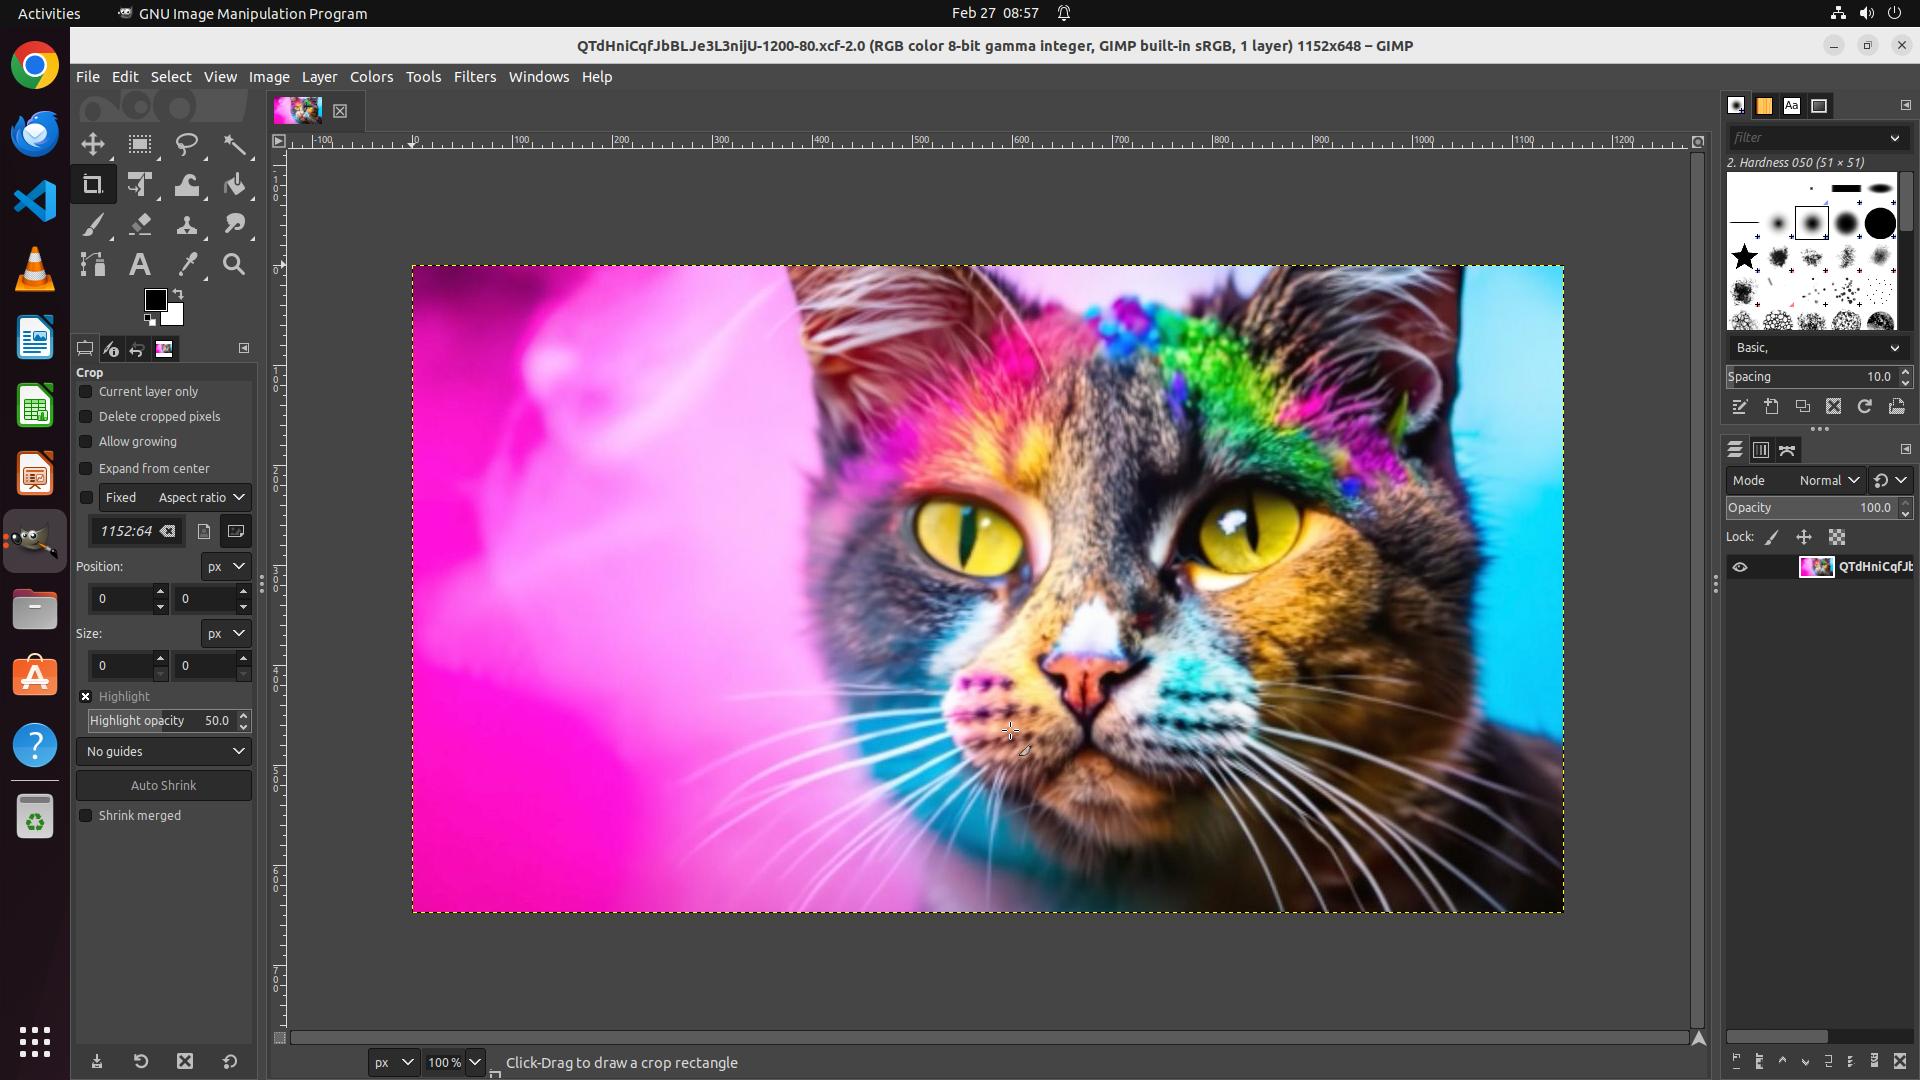 Activities
GNU Image Manipulation Program
Feb 27 08:57
QTdHniCqfJbBLJe3L3nijU-1200-80.xcf-2.0 (RGB color 8-bit gamma integer, GIMP built-in sRGB, 1 layer) 1152x648 – GIMP
File Edit Select View Image Layer Colors Tools Filters Windows Help
-100 0 100 200 300 400 500 600 700 800 900 1000 1100 1200
filter
2. Hardness 050 (51 × 51)
Basic,
Spacing 10.0
Mode Normal
Opacity 100.0
Lock:
QTdHniCqfJb
Crop
Current layer only
Delete cropped pixels
Allow growing
Expand from center
Fixed Aspect ratio
1152:64
Position: px
0 0
Size: px
0 0
Highlight
Highlight opacity 50.0
No guides
Auto Shrink
Shrink merged
px 100 % Click-Drag to draw a crop rectangle